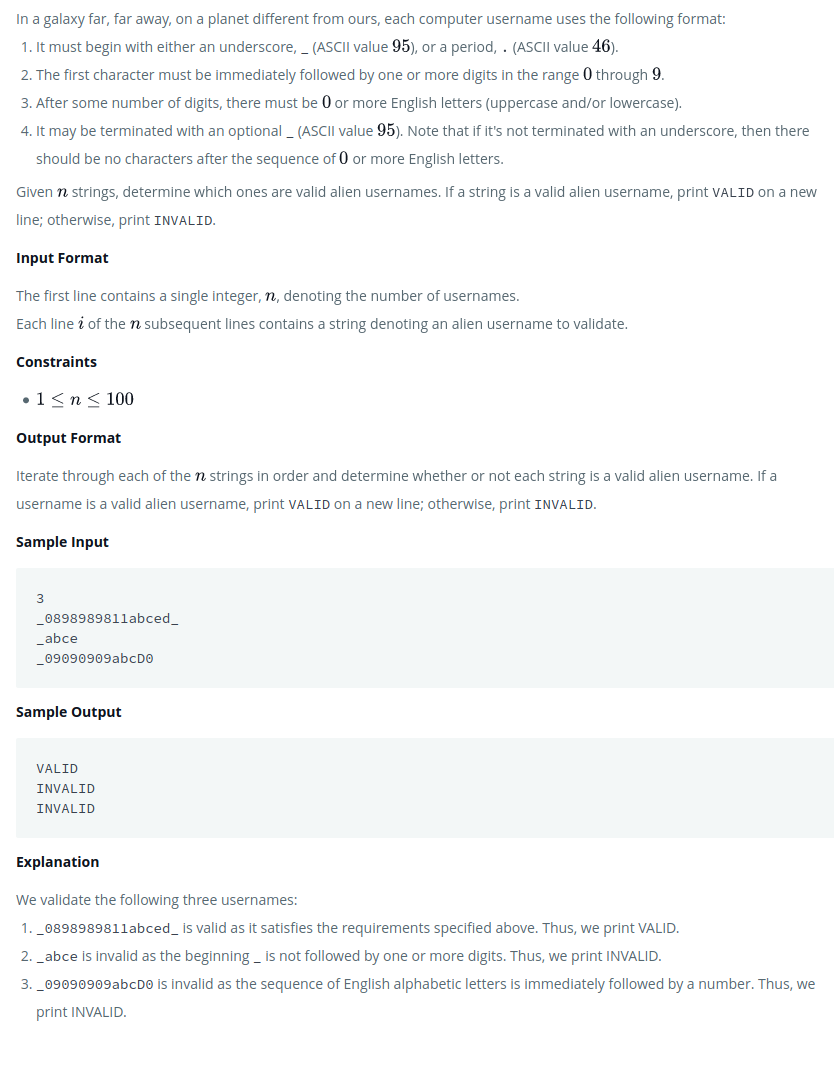 In a galaxy far, far away, on a planet different from ours, each computer username uses the following format:
1. It must begin with either an underscore, _ (ASCII value 95), or a period, . (ASCII value 46).
2. The first character must be immediately followed by one or more digits in the range 0 through 9.
3. After some number of digits, there must be 0 or more English letters (uppercase and/or lowercase).
4. It may be terminated with an optional _ (ASCII value 95). Note that if it's not terminated with an underscore, then there
should be no characters after the sequence of 0 or more English letters.
Given n strings, determine which ones are valid alien usernames. If a string is a valid alien username, print VALID on a new
line; otherwise, print INVALID.
Input Format
The first line contains a single integer, n, denoting the number of usernames.
Each line i of the n subsequent lines contains a string denoting an alien username to validate.
Constraints
• 1 ≤ n ≤ 100
Output Format
Iterate through each of the n strings in order and determine whether or not each string is a valid alien username. If a
username is a valid alien username, print VALID on a new line; otherwise, print INVALID.
Sample Input
3
_0898989811abced_
_abce
_09090909abcD0
Sample Output
VALID
INVALID
INVALID
Explanation
We validate the following three usernames:
1. _0898989811abced_ is valid as it satisfies the requirements specified above. Thus, we print VALID.
2. _abce is invalid as the beginning _ is not followed by one or more digits. Thus, we print INVALID.
3. _09090909abcD0 is invalid as the sequence of English alphabetic letters is immediately followed by a number. Thus, we
print INVALID.